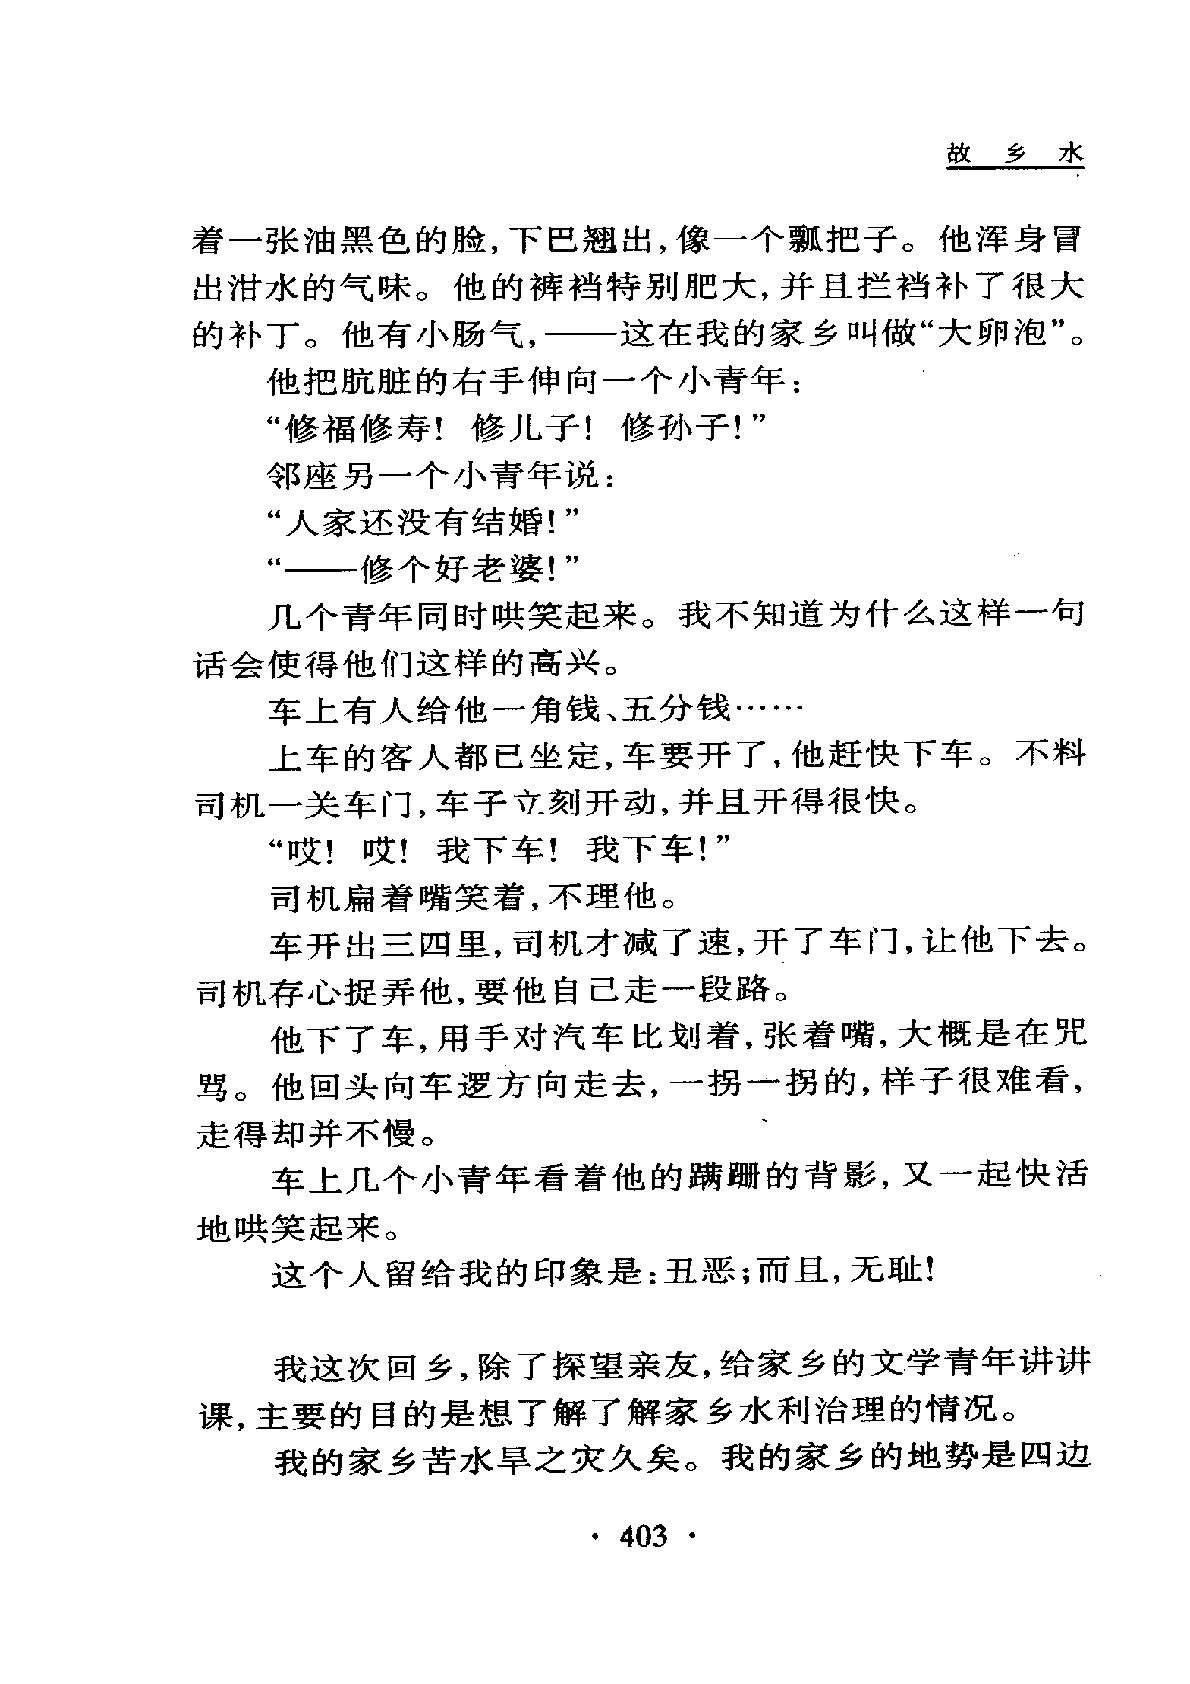 故乡水
着一张油黑色的脸,下巴翘出,像一个瓢把子。他浑身冒
出泔水的气味。他的裤裆特别肥大,并且拦裆补了很大
的补丁。他有小肠气,——这在我的家乡叫做“大卵泡”。
他把肮脏的右手伸向一个小青年:
“修福修寿! 修儿子! 修孙子!”
邻座另一个小青年说:
“人家还没有结婚!”
“——修个好老婆!”
几个青年同时哄笑起来。我不知道为什么这样一句
话会使得他们这样的高兴。
车上有人给他一角钱、五分钱……
上车的客人都已坐定,车要开了,他赶快下车。不料
司机一关车门,车子立刻开动,并且开得很快。
“哎! 哎! 我下车! 我下车!”
司机扁着嘴笑着,不理他。
车开出三四里,司机才减了速,开了车门,让他下去。
司机存心捉弄他,要他自己走一段路。
他下了车,用手对汽车比划着,张着嘴,大概是在咒
骂。他回头向车逻方向走去,一拐一拐的,样子很难看,
走得却并不慢。
车上几个小青年看着他的蹒跚的背影,又一起快活
地哄笑起来。
这个人留给我的印象是:丑恶;而且,无耻!
我这次回乡,除了探望亲友,给家乡的文学青年讲讲
课,主要的目的是想了解了解家乡水利治理的情况。
我的家乡苦水旱之灾久矣。我的家乡的地势是四边
· 403 ·